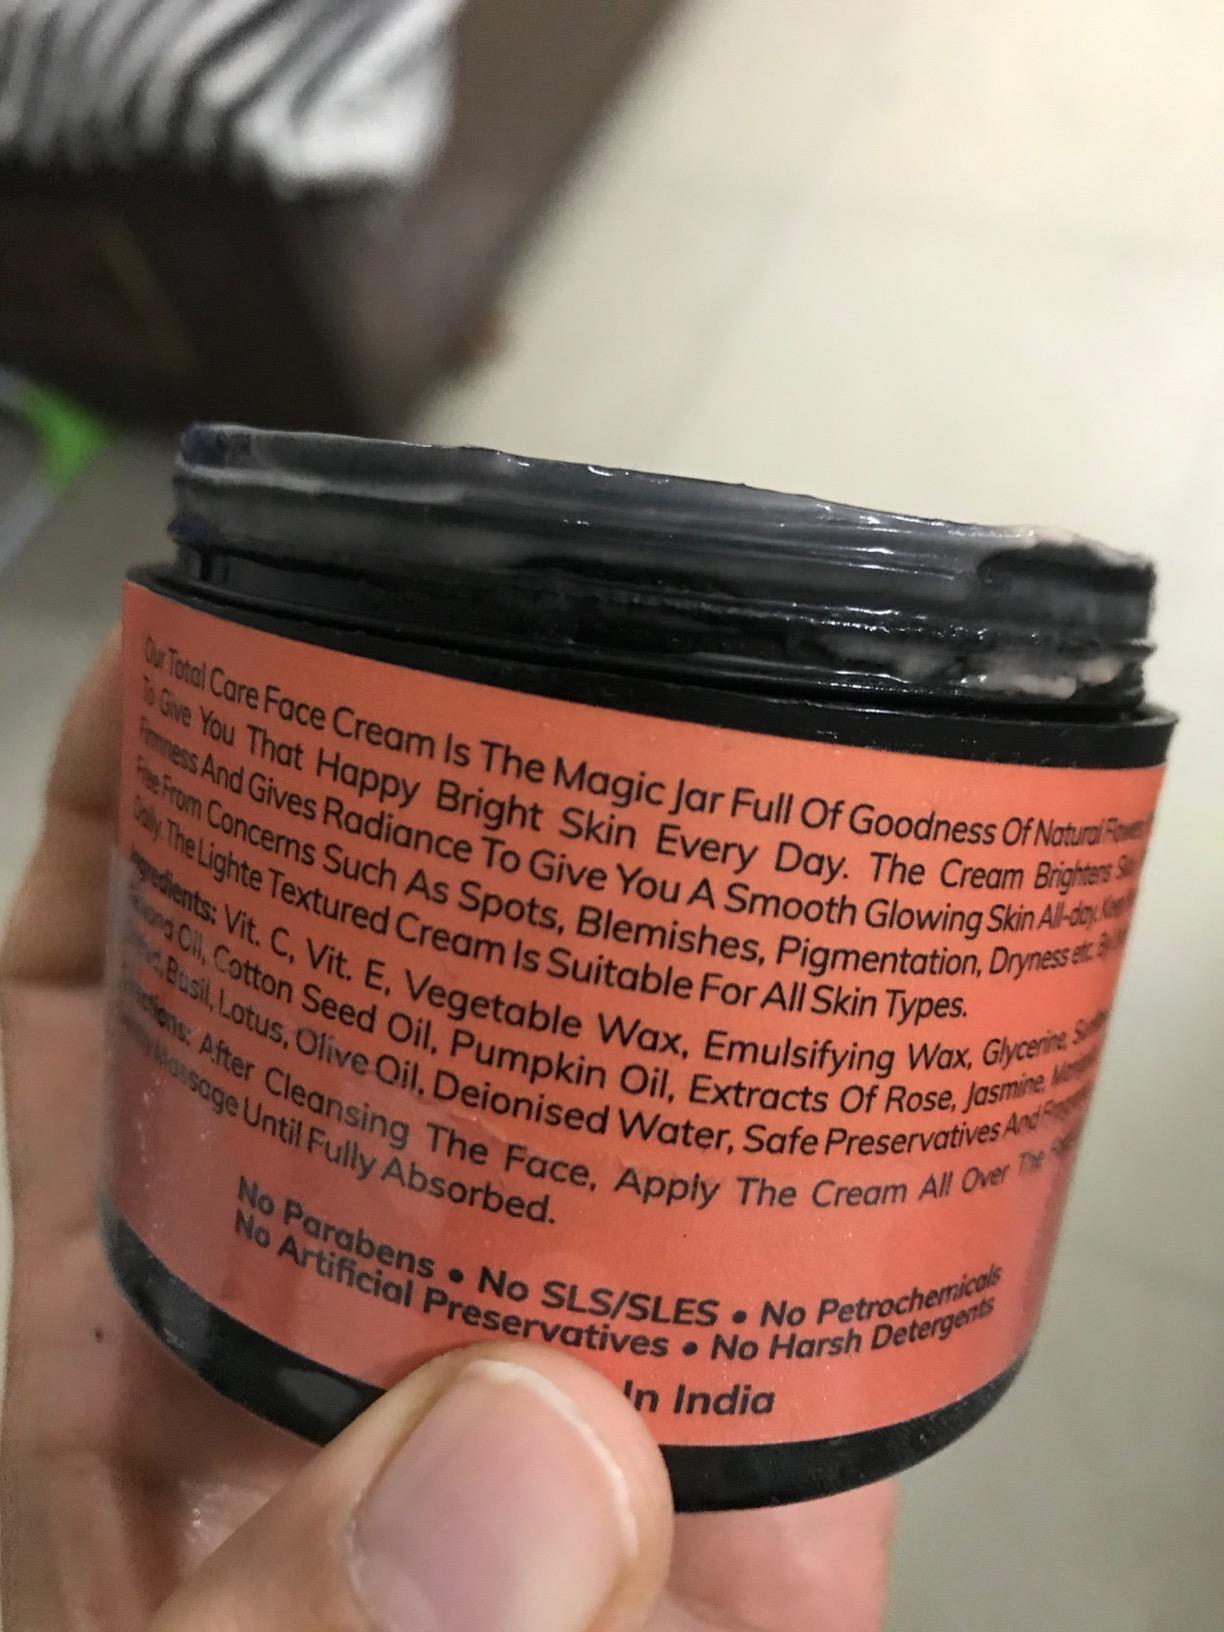 Our Total Care Face Cream Is The Magic Jar Full Of Goodness Of Natural Flowers
To Give You That Happy Bright Skin Every Day. The Cream Brightens
Firmness And Gives Radiance To Give You A Smooth Glowing Skin All-day,
Free From Concerns Such As Spots, Blemishes, Pigmentation, Dryness etc. By
Daily. The Lighte Textured Cream Is Suitable For All Skin Types.
Ingredients: Vit. C, Vit. E, Vegetable Wax, Emulsifying Wax, Glycerine,
Oil, Cotton Seed Oil, Pumpkin Oil, Extracts Of Rose, Jasmine,
Basil, Lotus, Olive Oil, Deionised Water, Safe Preservatives And
Directions: After Cleansing The Face, Apply The Cream All Over The
Massage Until Fully Absorbed.
No Parabens • No SLS/SLES • No Petrochemicals
No Artificial Preservatives • No Harsh Detergents
In India